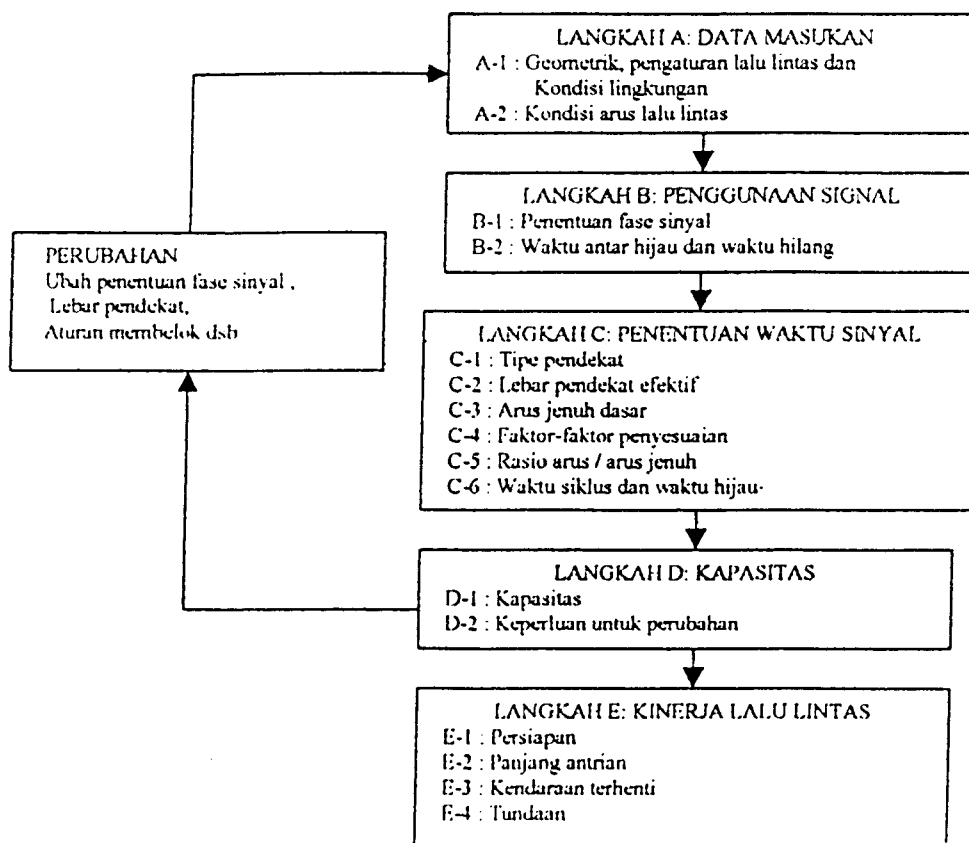 LANGKAH A: DATA MASUKAN
A-1 : Geometrik, pengaturan lalu lintas dan
Kondisi lingkungan
A-2 : Kondisi arus lalu lintas
LANGKAH B: PENGGUNAAN SIGNAL
B-1 : Penentuan fase sinyal
B-2 : Waktu antar hijau dan waktu hilang
PERUBAHAN
Ubah penentuan fase sinyal ,
Lebar pendekat,
Aturan membelok dsb
LANGKAH C: PENENTUAN WAKTU SINYAL
C-1 : Tipe pendekat
C-2 : Lebar pendekat efektif
C-3 : Arus jenuh dasar
C-4 : Faktor-faktor penyesuaian
C-5 : Rasio arus / arus jenuh
C-6 : Waktu siklus dan waktu hijau
LANGKAH D: KAPASITAS
D-1 : Kapasitas
D-2 : Keperluan untuk perubahan
LANGKAH E: KINERJA LALU LINTAS
E-1 : Persiapan
E-2 : Panjang antrian
E-3 : Kendaraan terhenti
E-4 : Tundaan